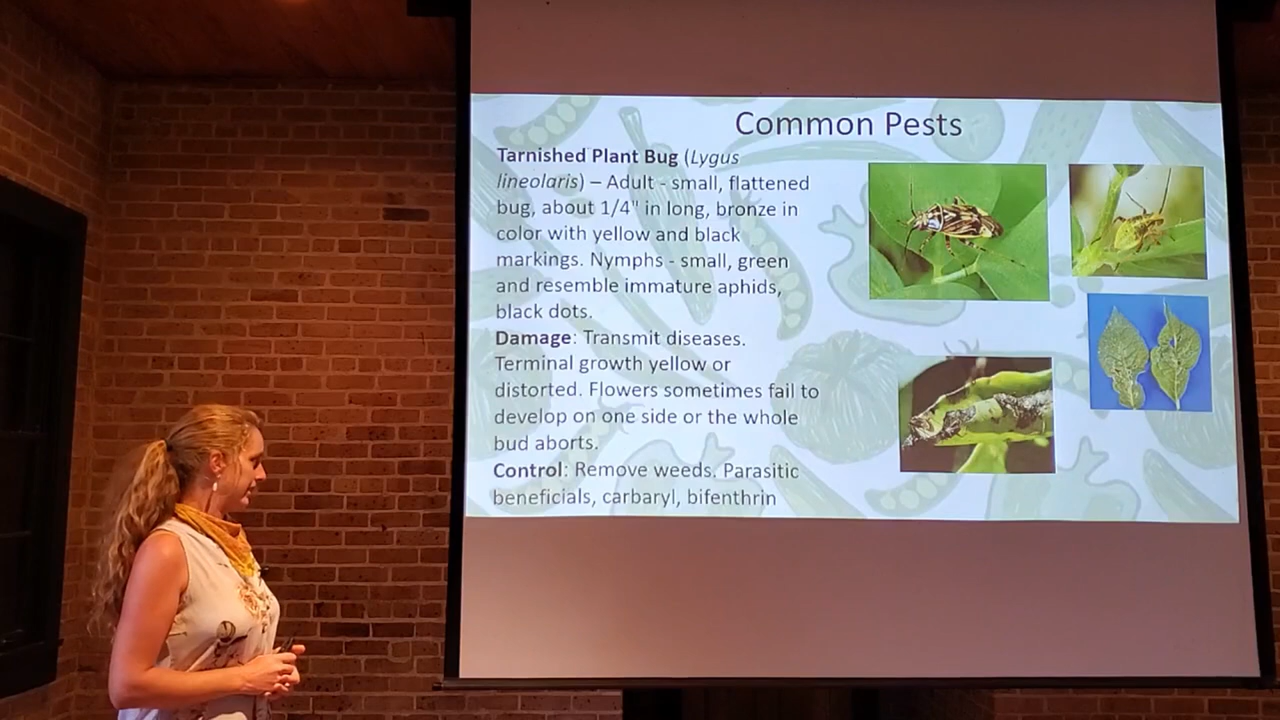 Common Pests
Tarnished Plant Bug (Lygus
lineolaris) – Adult - small, flattened
bug, about 1/4" in long, bronze in
color with yellow and black
markings. Nymphs - small, green
and resemble immature aphids,
black dots.
Damage: Transmit diseases.
Terminal growth yellow or
distorted. Flowers sometimes fail to
develop on one side or the whole
bud aborts.
Control: Remove weeds. Parasitic
beneficials, carbaryl, bifenthrin